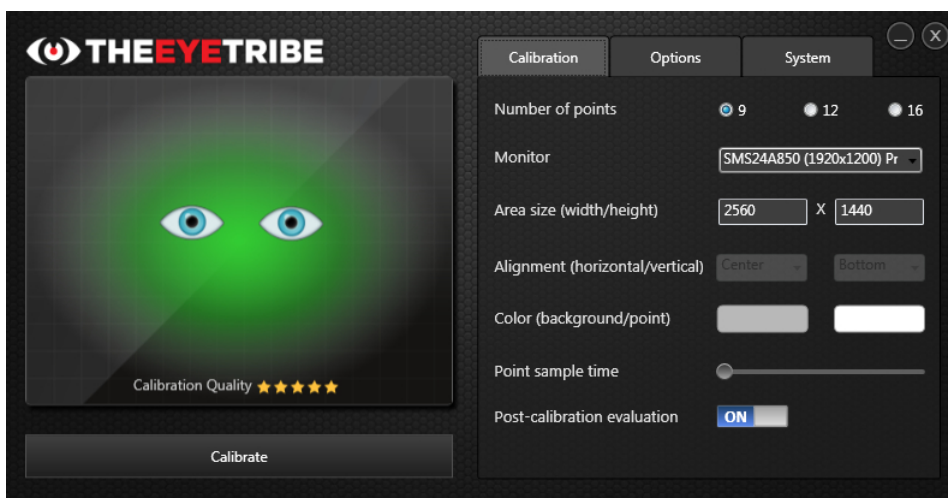 THEEYETRIBE
Calibration Options System
Number of points 9 12 16
Monitor SMS24A850 (1920x1200) Pr
Area size (width/height) 2560 X 1440
Alignment (horizontal/vertical) Center Bottom
Color (background/point)
Point sample time
Calibration Quality
Post-calibration evaluation ON
Calibrate